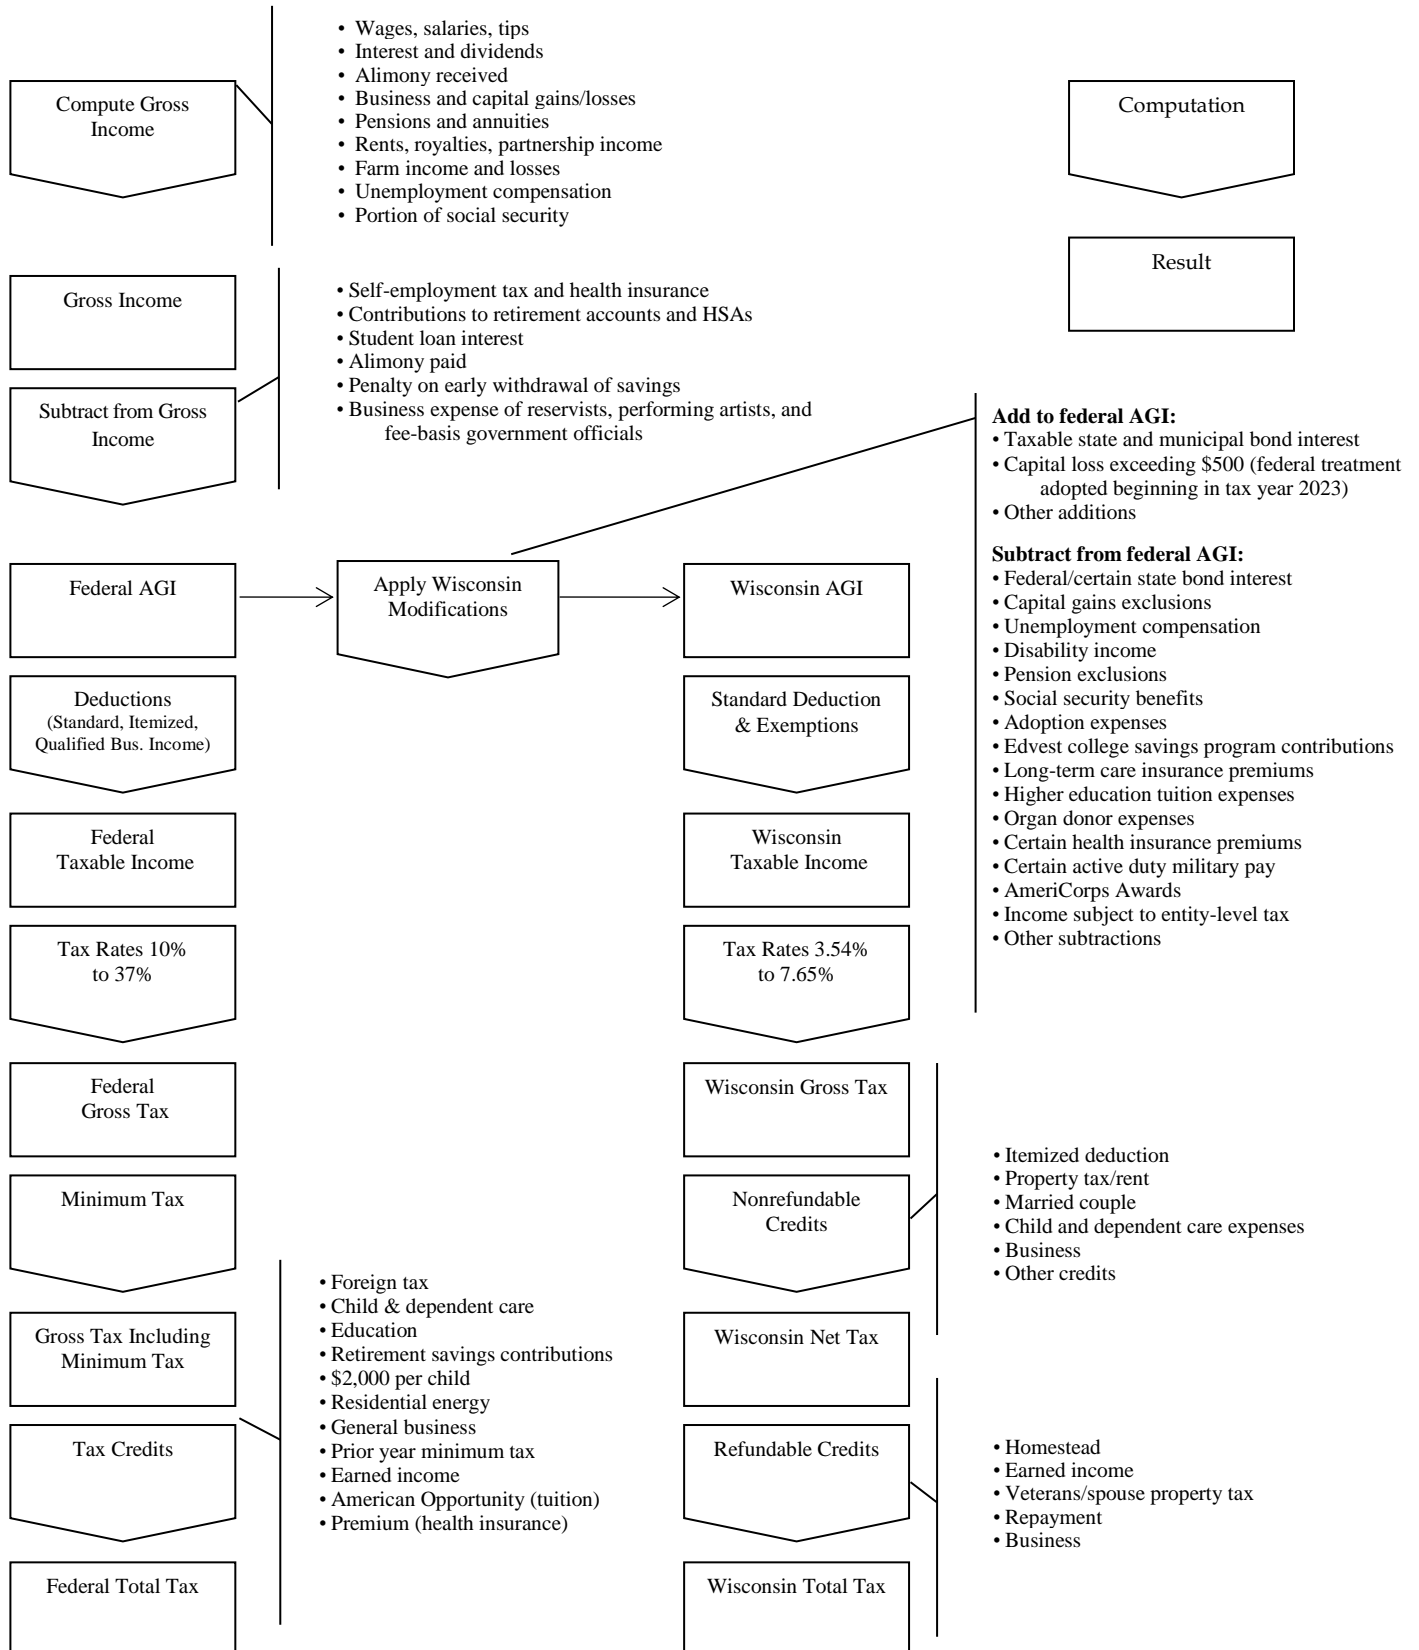 Compute Gross
Income
• Wages, salaries, tips
• Interest and dividends
• Alimony received
• Business and capital gains/losses
• Pensions and annuities
• Rents, royalties, partnership income
• Farm income and losses
• Unemployment compensation
• Portion of social security
Computation
Result
Gross Income
Subtract from Gross
Income
• Self-employment tax and health insurance
• Contributions to retirement accounts and HSAs
• Student loan interest
• Alimony paid
• Penalty on early withdrawal of savings
• Business expense of reservists, performing artists, and
fee-basis government officials
Federal AGI
Apply Wisconsin
Modifications
Wisconsin AGI
Add to federal AGI:
• Taxable state and municipal bond interest
• Capital loss exceeding $500 (federal treatment
adopted beginning in tax year 2023)
• Other additions
Subtract from federal AGI:
• Federal/certain state bond interest
• Capital gains exclusions
• Unemployment compensation
• Disability income
• Pension exclusions
• Social security benefits
• Adoption expenses
• Edvest college savings program contributions
• Long-term care insurance premiums
• Higher education tuition expenses
• Organ donor expenses
• Certain health insurance premiums
• Certain active duty military pay
• AmeriCorps Awards
• Income subject to entity-level tax
• Other subtractions
Deductions
(Standard, Itemized,
Qualified Bus. Income)
Standard Deduction
& Exemptions
Federal
Taxable Income
Wisconsin
Taxable Income
Tax Rates 10%
to 37%
Tax Rates 3.54%
to 7.65%
Federal
Gross Tax
Wisconsin Gross Tax
Minimum Tax
Nonrefundable
Credits
• Itemized deduction
• Property tax/rent
• Married couple
• Child and dependent care expenses
• Business
• Other credits
Gross Tax Including
Minimum Tax
Wisconsin Net Tax
Tax Credits
• Foreign tax
• Child & dependent care
• Education
• Retirement savings contributions
• $2,000 per child
• Residential energy
• General business
• Prior year minimum tax
• Earned income
• American Opportunity (tuition)
• Premium (health insurance)
Refundable Credits
• Homestead
• Earned income
• Veterans/spouse property tax
• Repayment
• Business
Federal Total Tax
Wisconsin Total Tax